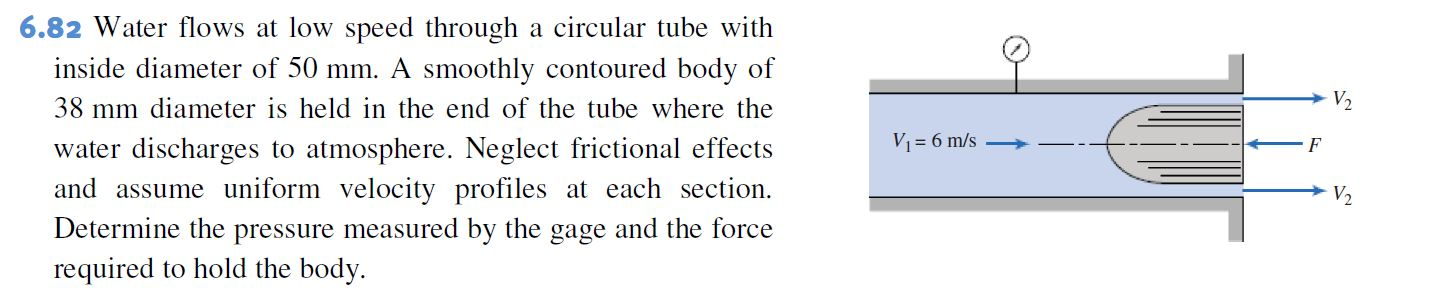 6.82 Water flows at low speed through a circular tube with
inside diameter of 50 mm. A smoothly contoured body of
38 mm diameter is held in the end of the tube where the
water discharges to atmosphere. Neglect frictional effects
and assume uniform velocity profiles at each section.
Determine the pressure measured by the gage and the force
required to hold the body.
V₂
V₁ = 6 m/s
F
V₂